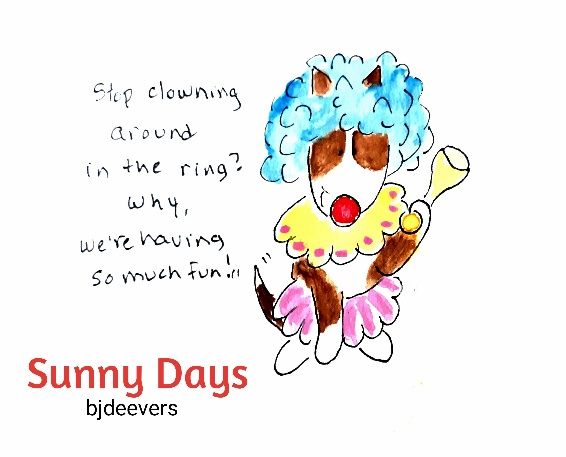 Stop clowning
around
in the ring?
Why,
we're having
so much fun!!
Sunny Days
bjdeevers